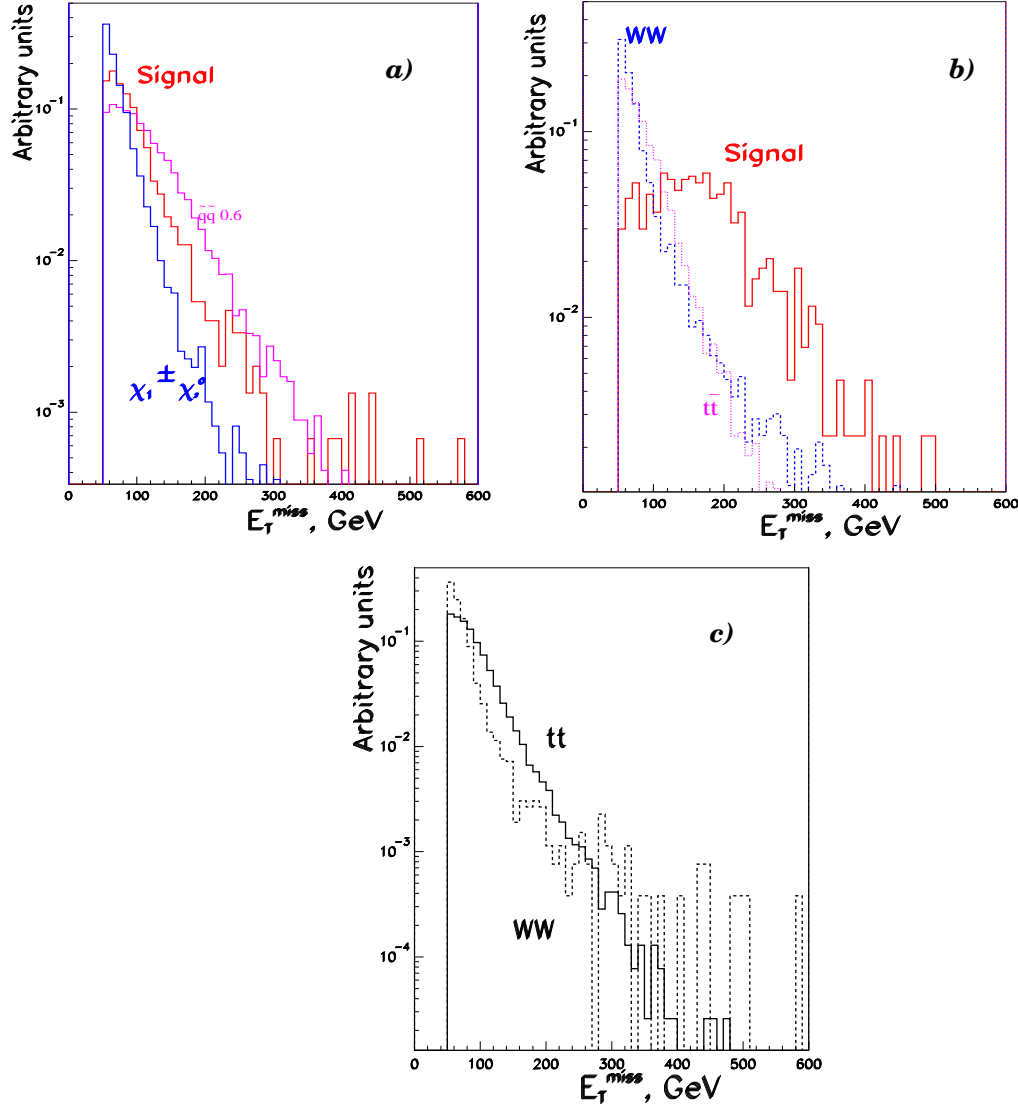 Arbitrary units
a)
Signal
10⁻¹
q̃q̃ 0.6
10⁻²
χ₁± χ₂⁰
10⁻³
0 100 200 300 400 500 600
E_T^miss, GeV
Arbitrary units
WW
b)
10⁻¹
Signal
10⁻²
tt̄
0 100 200 300 400 500 600
E_T^miss, GeV
Arbitrary units
c)
10⁻¹
tt
10⁻²
10⁻³
WW
10⁻⁴
0 100 200 300 400 500 600
E_T^miss, GeV